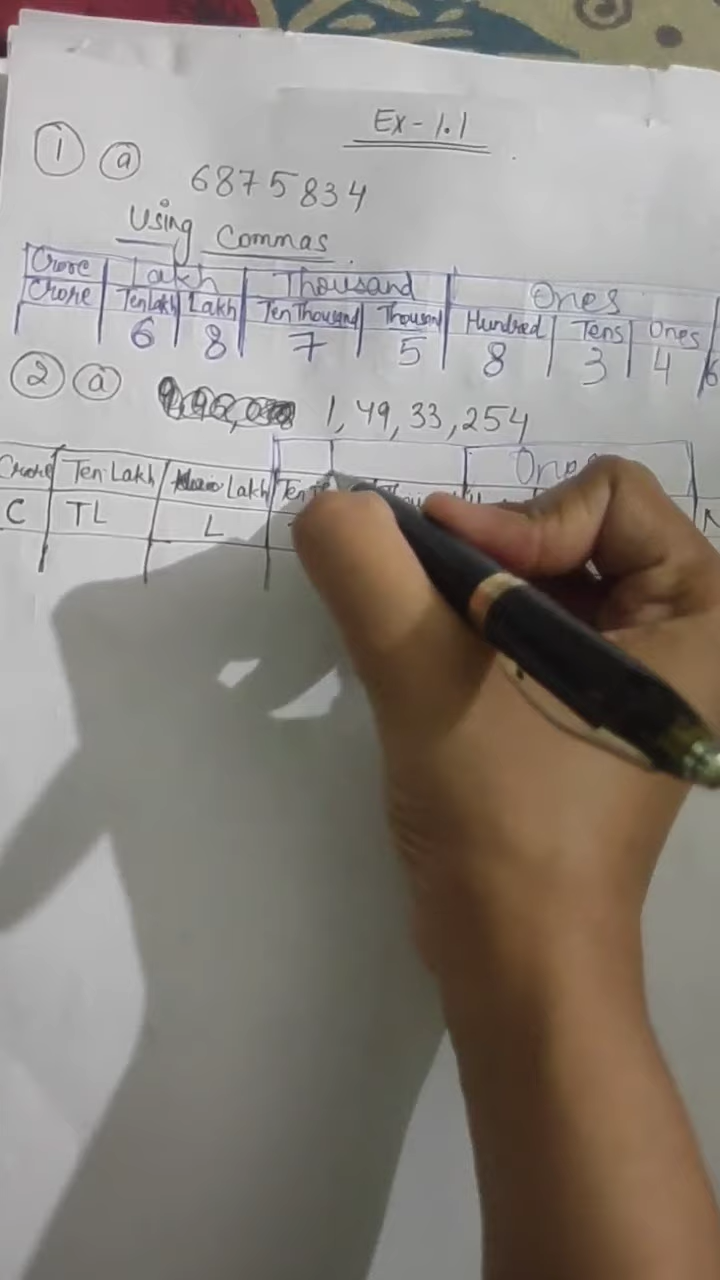 Ex-1.1
1 a 6875834
Using Commas
Crore Lakh Thousand Ones
Crore Ten Lakh Lakh Ten Thousand Thousand Hundred Tens Ones
6 8 7 5 8 3 4 6
2 a 1,49,33,254
Ones
Crore Ten Lakh Lakh Ten
C TL L